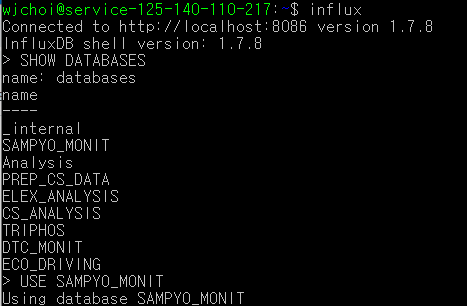 wichoi@service-125-140-110-217:~$ influx
Connected to http://localhost:8086 version 1.7.8
InfluxDB shell version: 1.7.8
> SHOW DATABASES
name: databases
name
----
_internal
SAMPYO_MONIT
Analysis
PREP_CS_DATA
ELEX_ANALYSIS
CS_ANALYSIS
TRIPHOS
DTC_MONIT
ECO_DRIVING
> USE SAMPYO_MONIT
Using database SAMPYO_MONIT